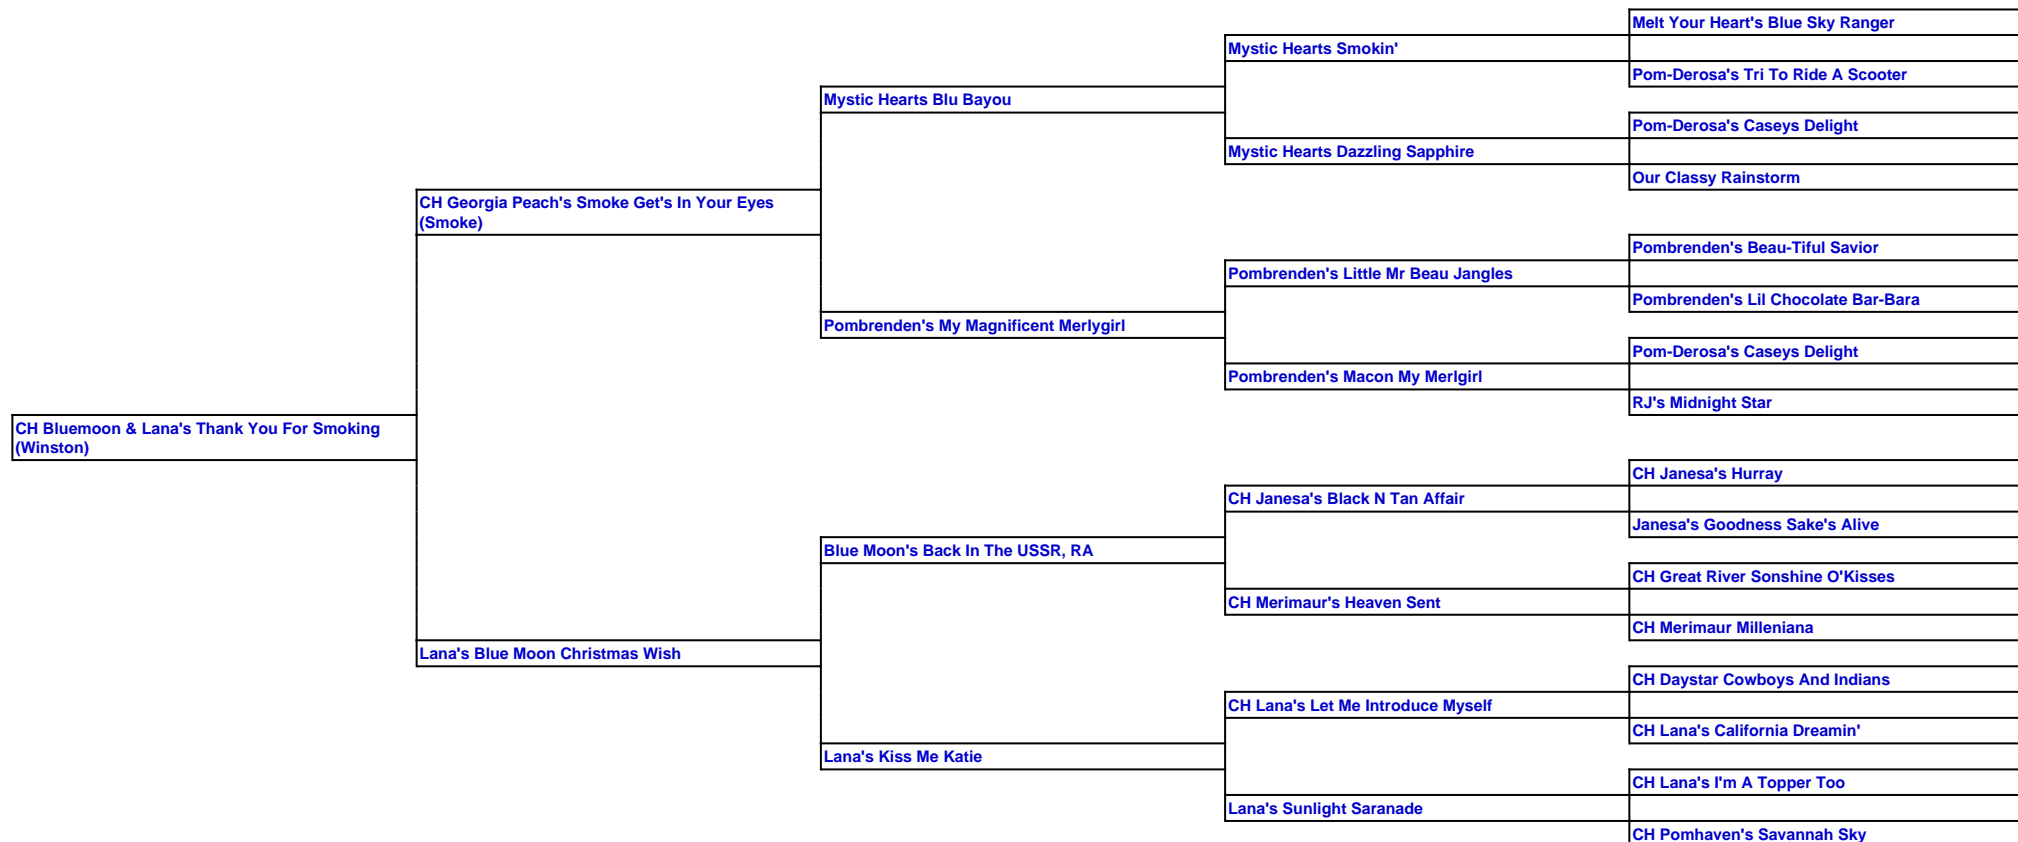 Melt Your Heart's Blue Sky Ranger
Mystic Hearts Smokin'
Pom-Derosa's Tri To Ride A Scooter
Mystic Hearts Blu Bayou
Pom-Derosa's Caseys Delight
Mystic Hearts Dazzling Sapphire
Our Classy Rainstorm
CH Georgia Peach's Smoke Get's In Your Eyes
(Smoke)
Pombrenden's Beau-Tiful Savior
Pombrenden's Little Mr Beau Jangles
Pombrenden's Lil Chocolate Bar-Bara
Pombrenden's My Magnificent Merlygirl
Pom-Derosa's Caseys Delight
Pombrenden's Macon My Merlgirl
RJ's Midnight Star
CH Bluemoon & Lana's Thank You For Smoking
(Winston)
CH Janesa's Hurray
CH Janesa's Black N Tan Affair
Janesa's Goodness Sake's Alive
Blue Moon's Back In The USSR, RA
CH Great River Sonshine O'Kisses
CH Merimaur's Heaven Sent
CH Merimaur Milleniana
Lana's Blue Moon Christmas Wish
CH Daystar Cowboys And Indians
CH Lana's Let Me Introduce Myself
CH Lana's California Dreamin'
Lana's Kiss Me Katie
CH Lana's I'm A Topper Too
Lana's Sunlight Saranade
CH Pomhaven's Savannah Sky